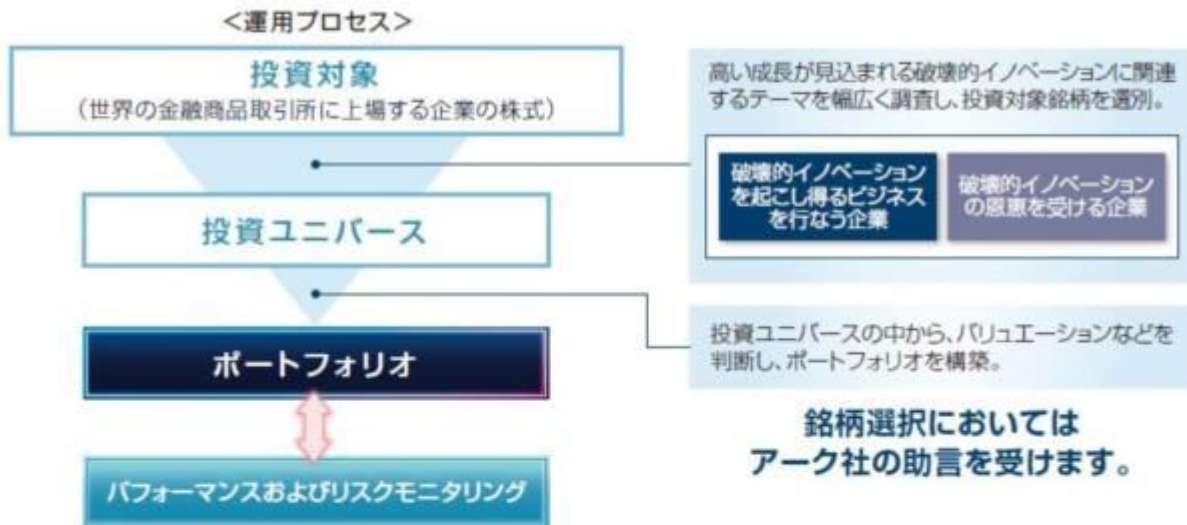 <運用プロセス>
投資対象
(世界の金融商品取引所に上場する企業の株式)
投資ユニバース
ポートフォリオ
パフォーマンスおよびリスクモニタリング
高い成長が見込まれる破壊的イノベーションに関連
するテーマを幅広く調査し、投資対象銘柄を選別。
破壊的イノベーション
を起こし得るビジネス
を行なう企業
破壊的イノベーション
の恩恵を受ける企業
投資ユニバースの中から、バリュエーションなどを
判断し、ポートフォリオを構築。
銘柄選択においては
アーク社の助言を受けます。